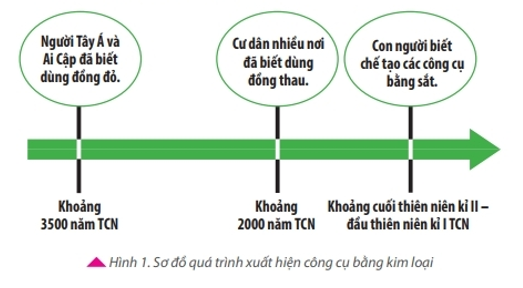 Người Tây Á và
Ai Cập đã biết
dùng đồng đỏ.
Cư dân nhiều nơi
đã biết dùng
đồng thau.
Con người biết
chế tạo các công cụ
bằng sắt.
Khoảng
3500 năm TCN
Khoảng
2000 năm TCN
Khoảng cuối thiên niên kỉ II –
đầu thiên niên kỉ I TCN
Hình 1. Sơ đồ quá trình xuất hiện công cụ bằng kim loại